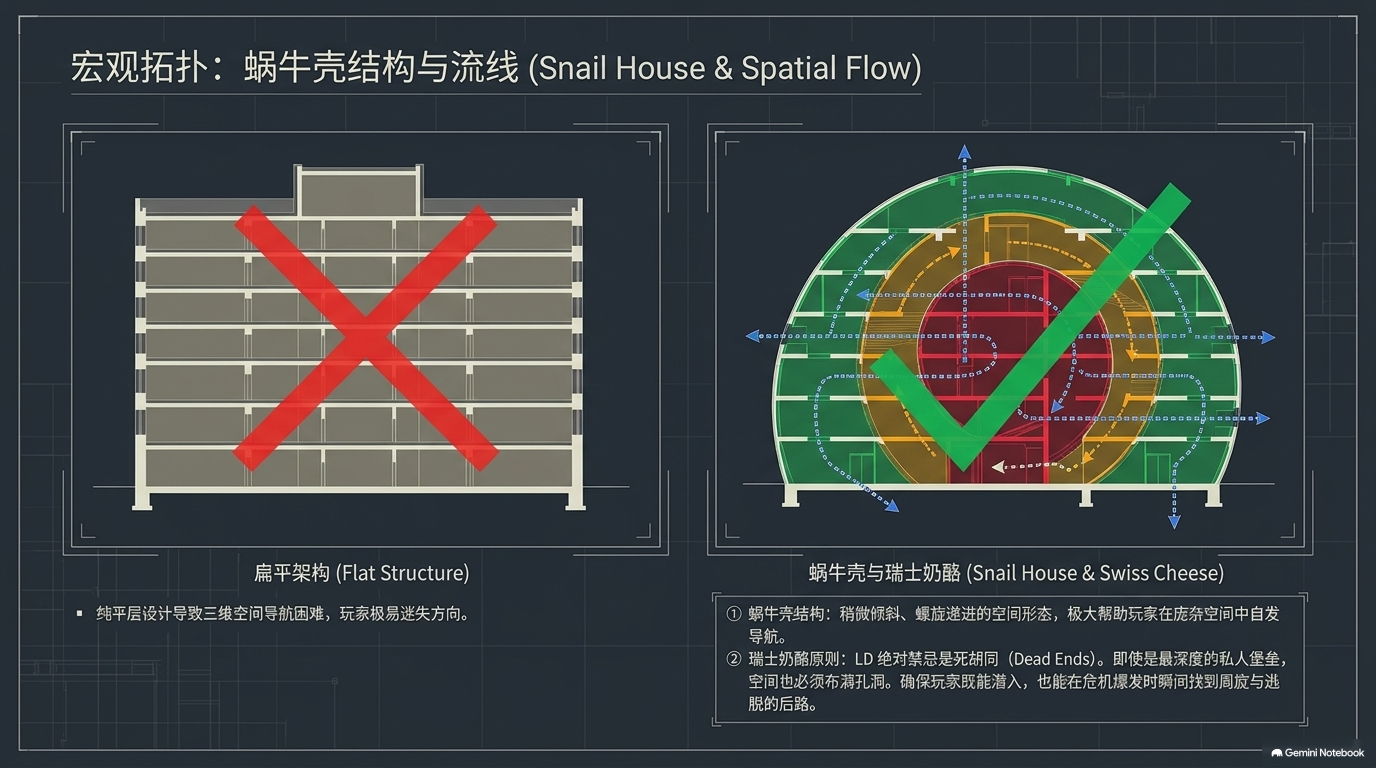 宏观拓扑：蜗牛壳结构与流线 (Snail House & Spatial Flow)
扁平架构 (Flat Structure)
▪ 纯平层设计导致三维空间导航困难，玩家极易迷失方向。
蜗牛壳与瑞士奶酪 (Snail House & Swiss Cheese)
① 蜗牛壳结构：稍微倾斜、螺旋递进的空间形态，极大帮助玩家在庞杂空间中自发
导航。
② 瑞士奶酪原则：LD 绝对禁忌是死胡同（Dead Ends）。即使是最深度的私人堡垒，
空间也必须布满孔洞。确保玩家既能潜入，也能在危机爆发时瞬间找到周旋与逃
脱的后路。
Gemini Notebook